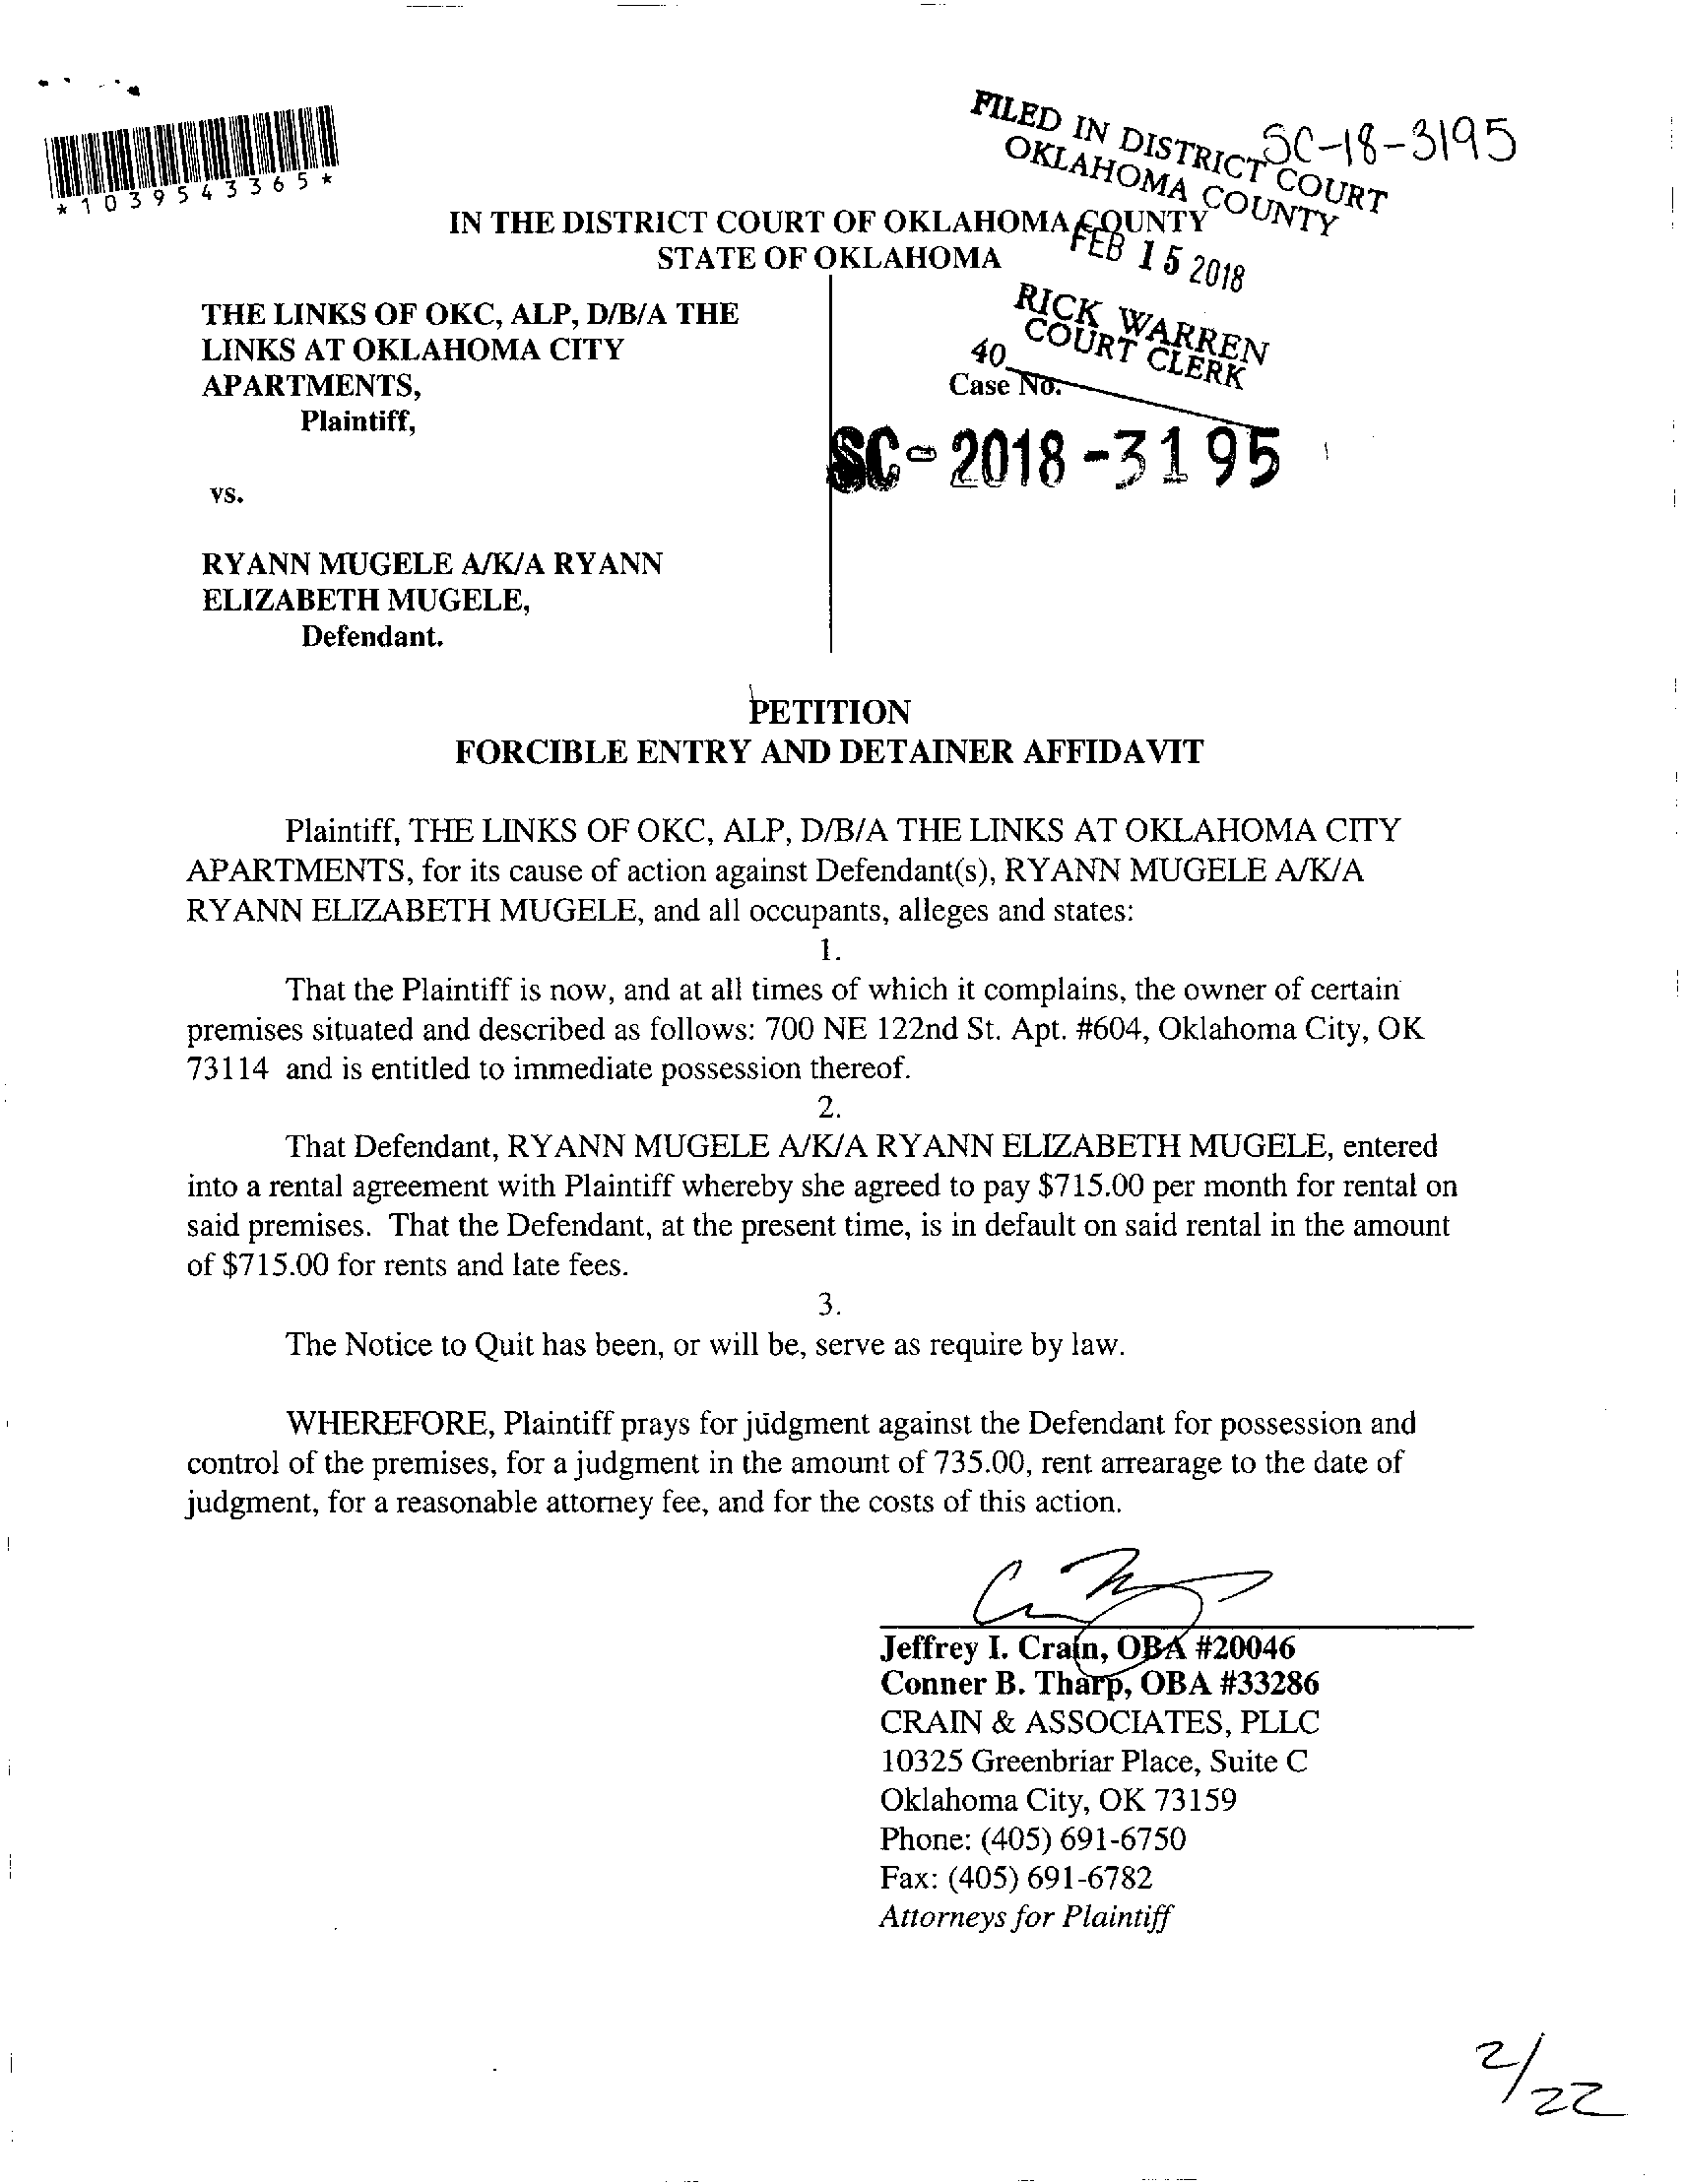 SC-18-3195
FILED IN DISTRICT COURT
OKLAHOMA COUNTY
*1039543365*
IN THE DISTRICT COURT OF OKLAHOMA COUNTY
STATE OF OKLAHOMA
FEB 15 2018
RICK WARREN
COURT CLERK
40
THE LINKS OF OKC, ALP, D/B/A THE
LINKS AT OKLAHOMA CITY
APARTMENTS,
Plaintiff,
Case No.
SC-2018-3195
vs.
RYANN MUGELE A/K/A RYANN
ELIZABETH MUGELE,
Defendant.
PETITION
FORCIBLE ENTRY AND DETAINER AFFIDAVIT
Plaintiff, THE LINKS OF OKC, ALP, D/B/A THE LINKS AT OKLAHOMA CITY
APARTMENTS, for its cause of action against Defendant(s), RYANN MUGELE A/K/A
RYANN ELIZABETH MUGELE, and all occupants, alleges and states:
1.
That the Plaintiff is now, and at all times of which it complains, the owner of certain
premises situated and described as follows: 700 NE 122nd St. Apt. #604, Oklahoma City, OK
73114 and is entitled to immediate possession thereof.
2.
That Defendant, RYANN MUGELE A/K/A RYANN ELIZABETH MUGELE, entered
into a rental agreement with Plaintiff whereby she agreed to pay $715.00 per month for rental on
said premises. That the Defendant, at the present time, is in default on said rental in the amount
of $715.00 for rents and late fees.
3.
The Notice to Quit has been, or will be, serve as require by law.
WHEREFORE, Plaintiff prays for judgment against the Defendant for possession and
control of the premises, for a judgment in the amount of 735.00, rent arrearage to the date of
judgment, for a reasonable attorney fee, and for the costs of this action.
Jeffrey I. Crain, OBA #20046
Conner B. Tharp, OBA #33286
CRAIN & ASSOCIATES, PLLC
10325 Greenbriar Place, Suite C
Oklahoma City, OK 73159
Phone: (405) 691-6750
Fax: (405) 691-6782
Attorneys for Plaintiff
2/22